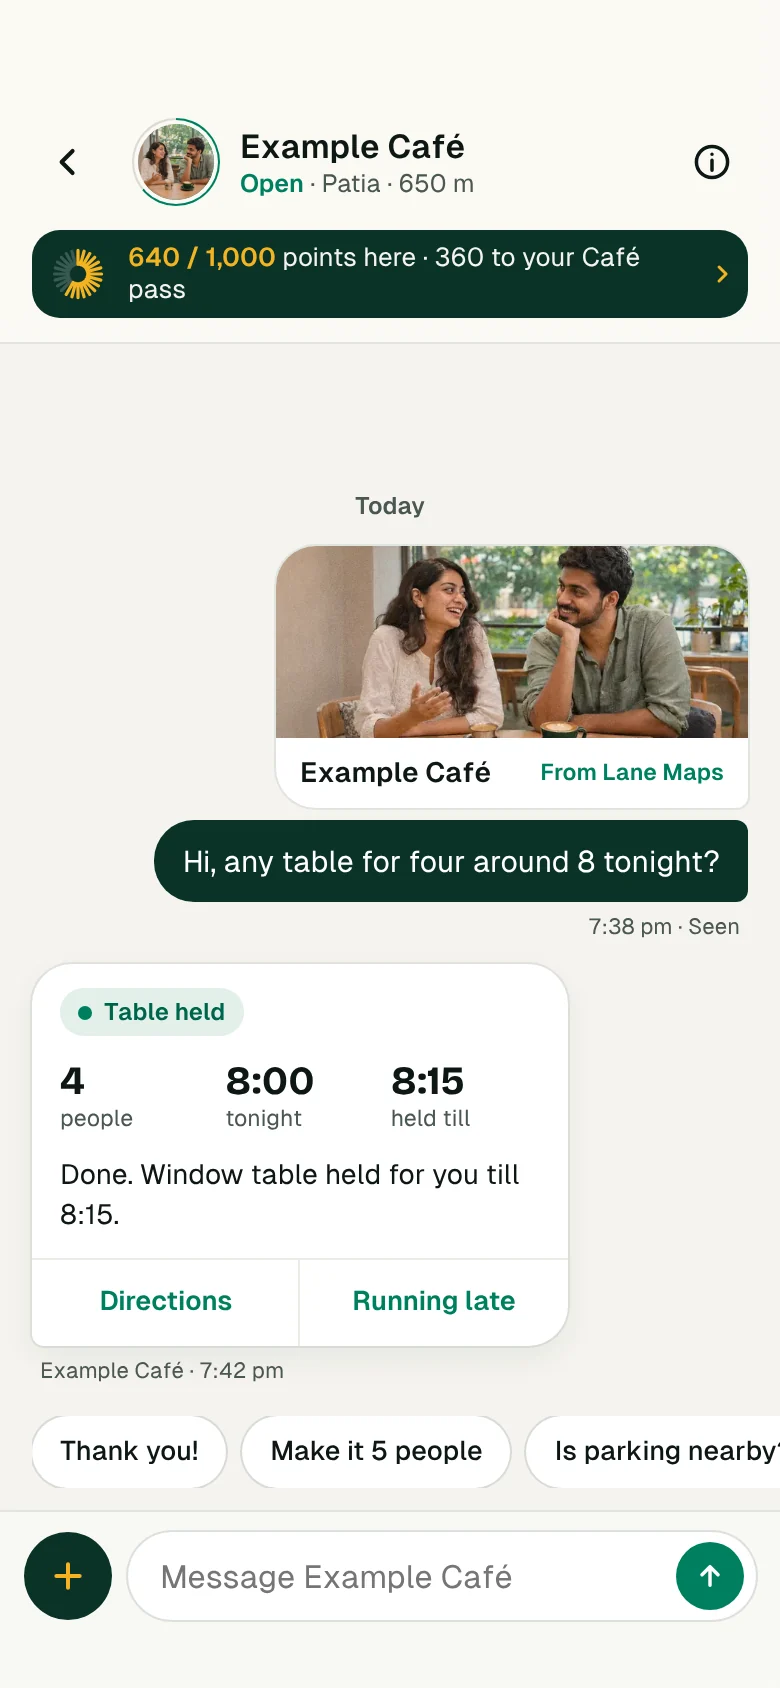 Example Café
Open · Patia · 650 m
640 / 1,000 points here · 360 to your Café
pass
Today
Example Café
From Lane Maps
Hi, any table for four around 8 tonight?
7:38 pm · Seen
Table held
4
people
8:00
tonight
8:15
held till
Done. Window table held for you till
8:15.
Directions
Running late
Example Café · 7:42 pm
Thank you!
Make it 5 people
Is parking nearby?
Message Example Café